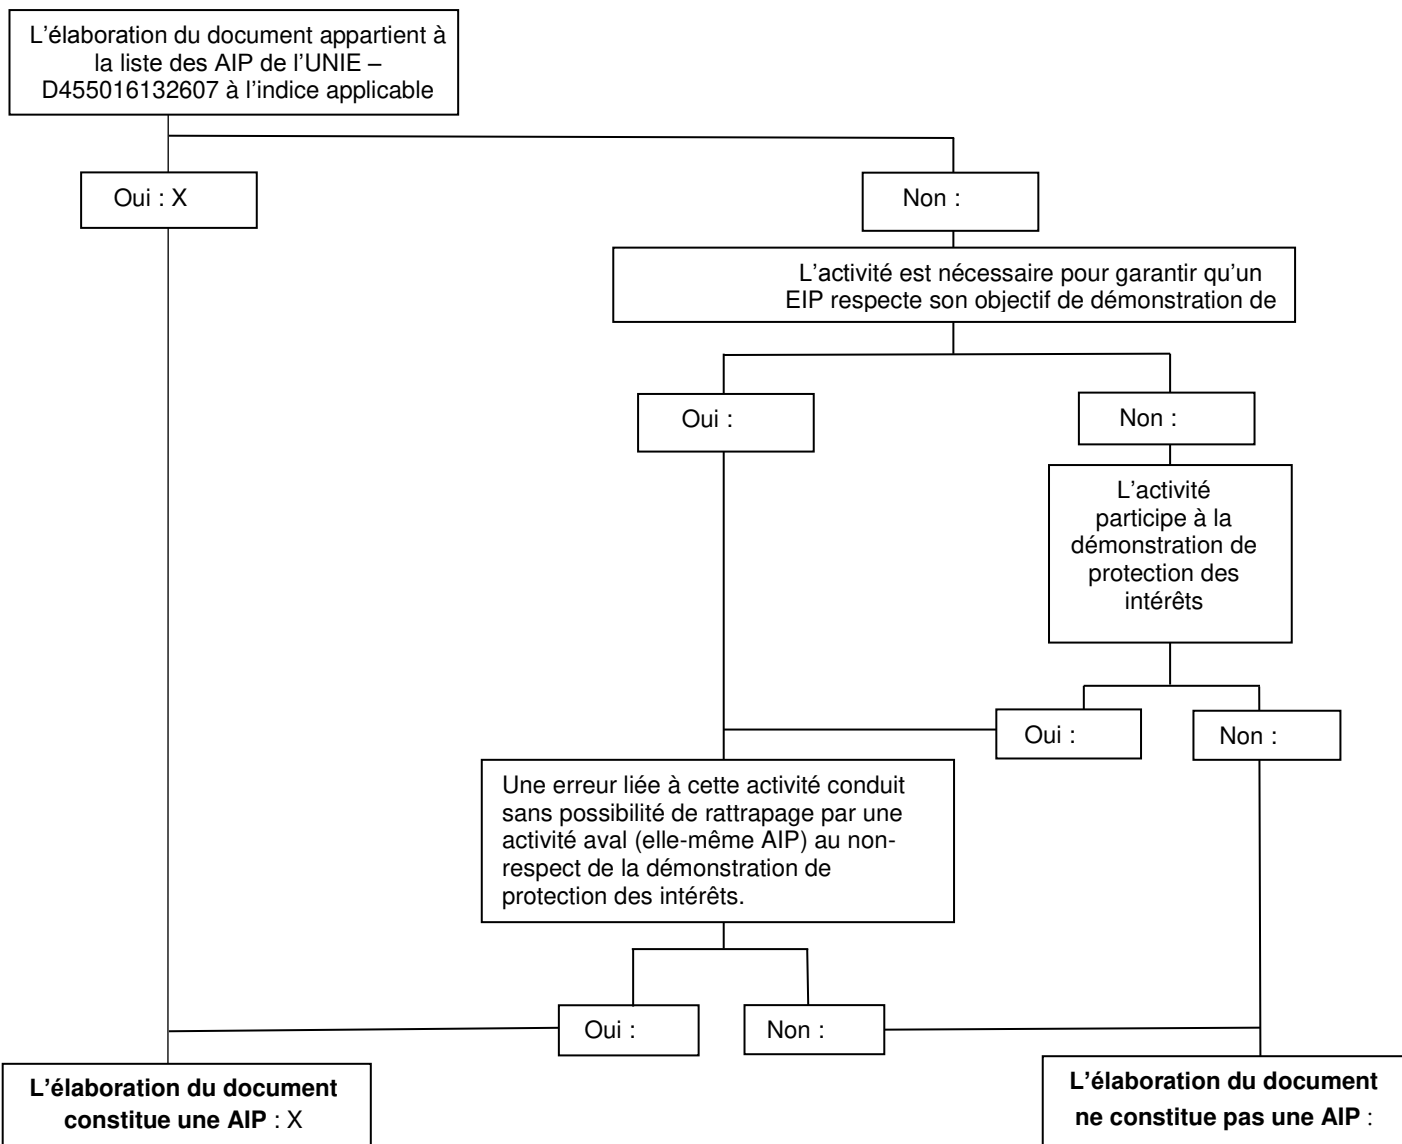 L’élaboration du document appartient à
la liste des AIP de l’UNIE –
D455016132607 à l’indice applicable
Oui : X
Non :
L’activité est nécessaire pour garantir qu’un
EIP respecte son objectif de démonstration de
Oui :
Non :
L’activité
participe à la
démonstration de
protection des
intérêts
Oui :
Non :
Une erreur liée à cette activité conduit
sans possibilité de rattrapage par une
activité aval (elle-même AIP) au non-
respect de la démonstration de
protection des intérêts.
Oui :
Non :
L’élaboration du document
constitue une AIP : X
L’élaboration du document
ne constitue pas une AIP :